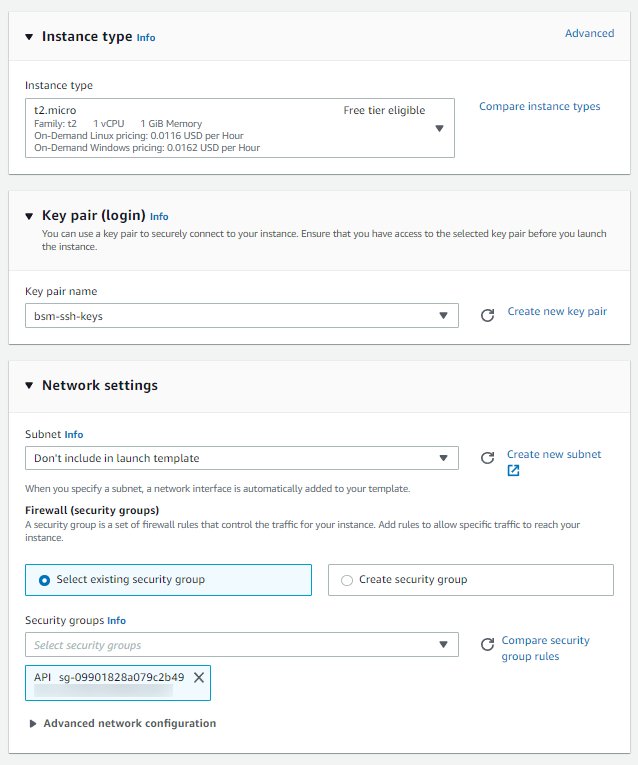 Instance type Info
Advanced
Instance type
t2.micro
Free tier eligible
Family: t2 1 vCPU 1 GiB Memory
On-Demand Linux pricing: 0.0116 USD per Hour
On-Demand Windows pricing: 0.0162 USD per Hour
Compare instance types
Key pair (login) Info
You can use a key pair to securely connect to your instance. Ensure that you have access to the selected key pair before you launch
the instance.
Key pair name
bsm-ssh-keys
Create new key pair
Network settings
Subnet Info
Don't include in launch template
Create new subnet
When you specify a subnet, a network interface is automatically added to your template.
Firewall (security groups)
A security group is a set of firewall rules that control the traffic for your instance. Add rules to allow specific traffic to reach your
instance.
Select existing security group
Create security group
Security groups Info
Select security groups
Compare security
group rules
API sg-09901828a079c2b49
Advanced network configuration